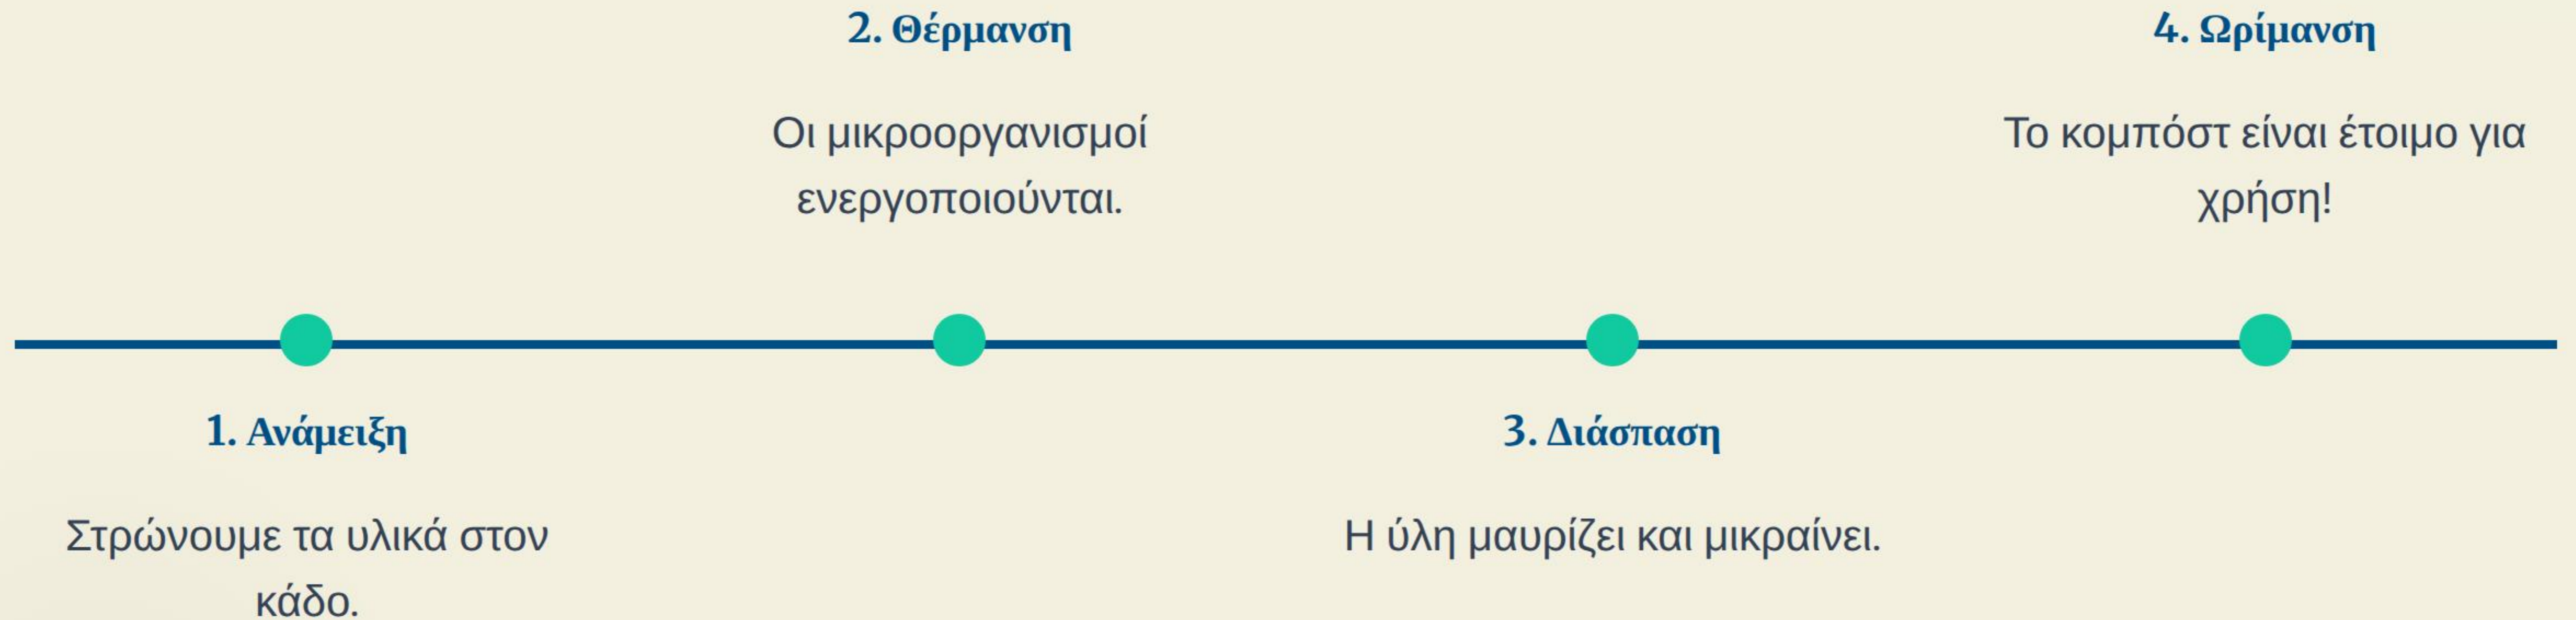 1. Ανάμειξη
Στρώνουμε τα υλικά στον
κάδο.
2. Θέρμανση
Οι μικροοργανισμοί
ενεργοποιούνται.
3. Διάσπαση
Η ύλη μαυρίζει και μικραίνει.
4. Ωρίμανση
Το κομπόστ είναι έτοιμο για
χρήση!